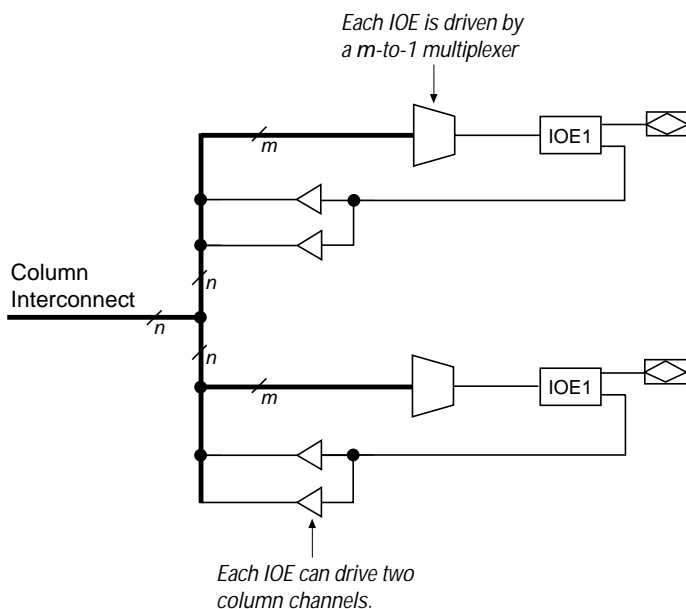 Each IOE is driven by
a m-to-1 multiplexer
m
IOE1
n
Column
Interconnect
n
n
m
IOE1
Each IOE can drive two
column channels.